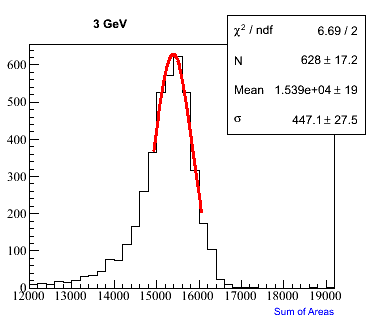 3 GeV
χ² / ndf 6.69 / 2
N 628 ± 17.2
Mean 1.539e+04 ± 19
σ 447.1 ± 27.5
600
500
400
300
200
100
0
12000 13000 14000 15000 16000 17000 18000 19000
Sum of Areas